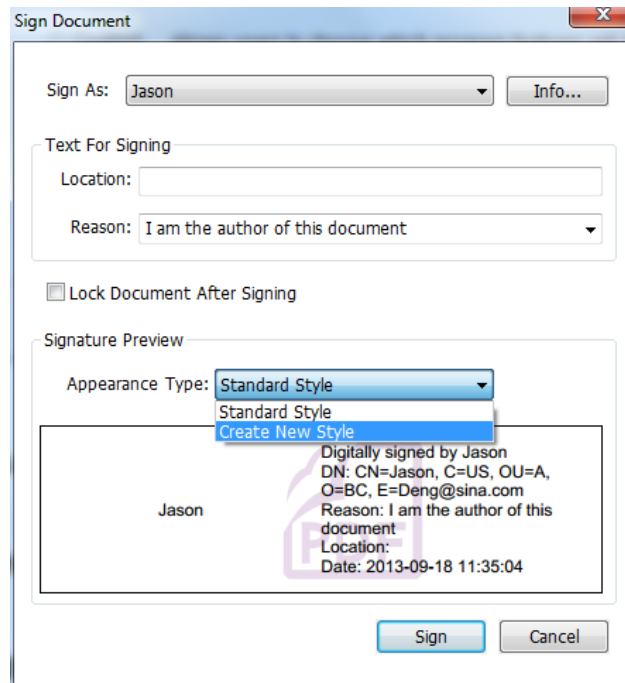 Sign Document
Sign As: Jason Info...
Text For Signing
Location:
Reason: I am the author of this document
Lock Document After Signing
Signature Preview
Appearance Type: Standard Style
Standard Style
Create New Style
Jason
Digitally signed by Jason
DN: CN=Jason, C=US, OU=A,
O=BC, E=Deng@sina.com
Reason: I am the author of this
document
Location:
Date: 2013-09-18 11:35:04
PDF
Sign Cancel